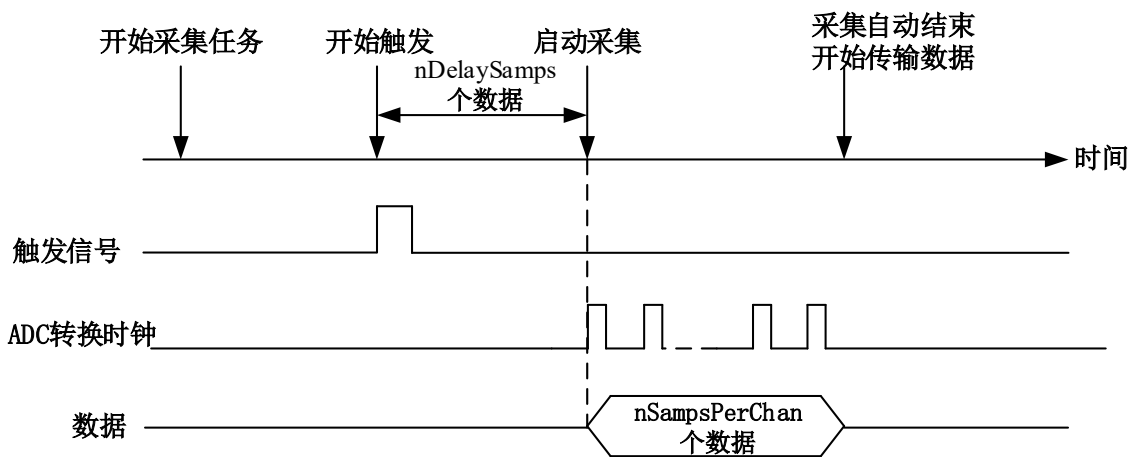 开始采集任务
开始触发
启动采集
采集自动结束
开始传输数据
nDelaySamps
个数据
时间
触发信号
ADC转换时钟
数据
nSampsPerChan
个数据